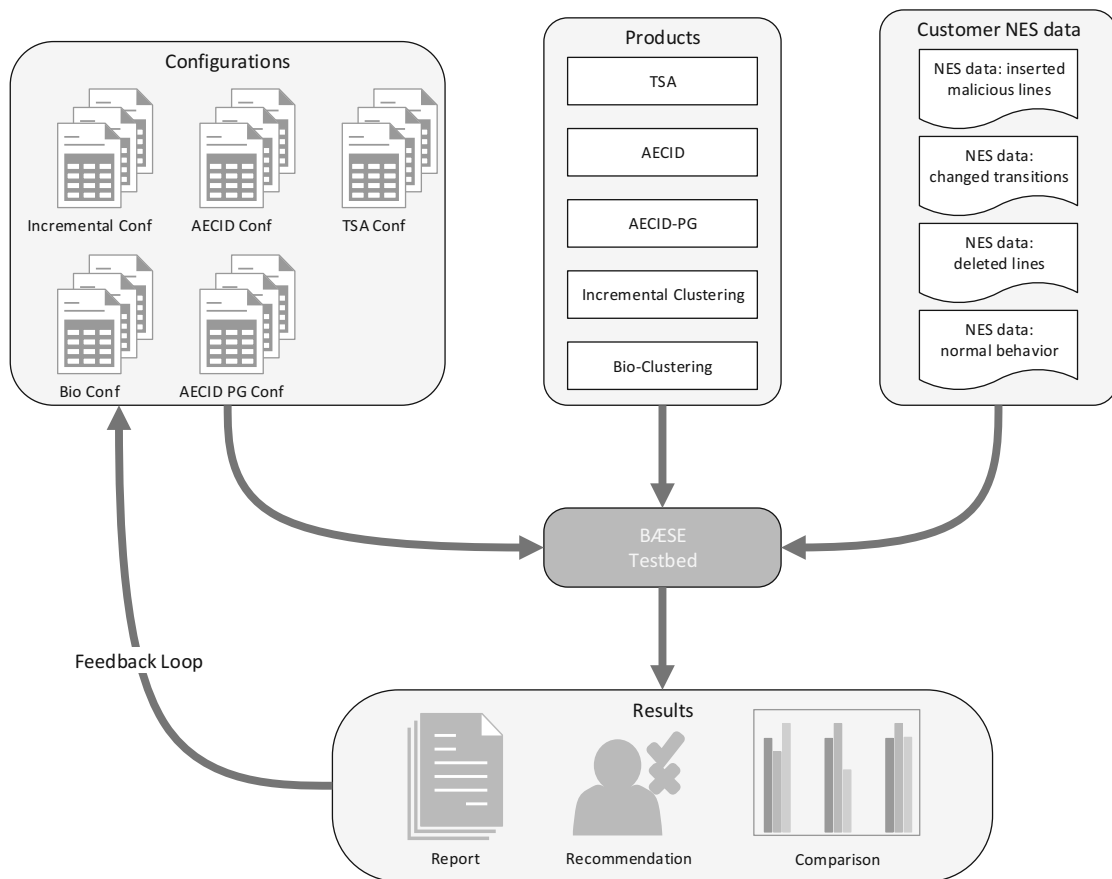 Configurations
Incremental Conf
AECID Conf
TSA Conf
Bio Conf
AECID PG Conf
Products
TSA
AECID
AECID-PG
Incremental Clustering
Bio-Clustering
Customer NES data
NES data: inserted
malicious lines
NES data:
changed transitions
NES data:
deleted lines
NES data:
normal behavior
BÆSE
Testbed
Feedback Loop
Results
Report
Recommendation
Comparison